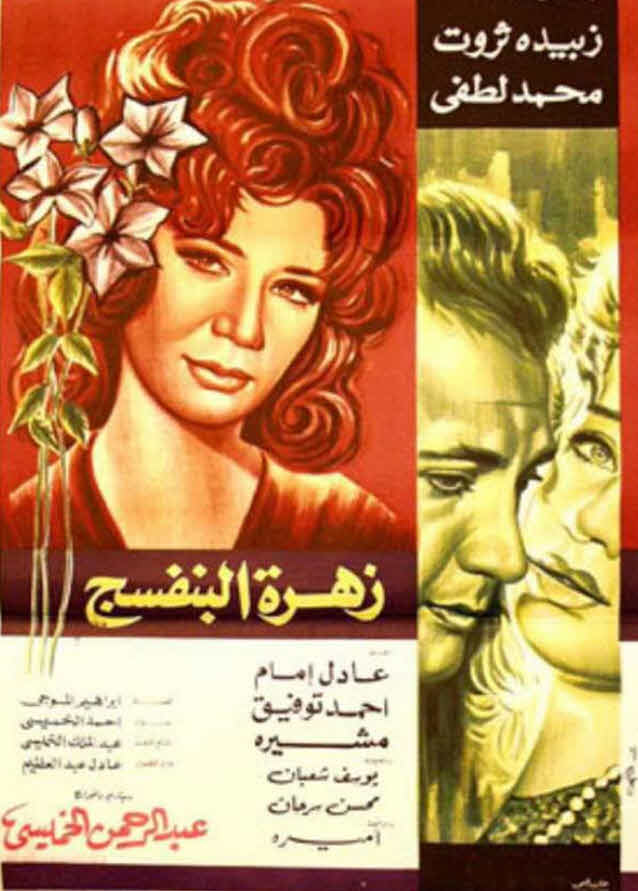 زبيده ثروت
محمد لطفى
زهرة البنفسج
عادل إمام
احمد توفيق
مشيره
يوسف شعبان
محسن سرحان
أميره
ابراهيم الموجى
احمد الخميسى
عبد الملك الخميسى
عادل عبد العظيم
عبد الرحمن الخميسى